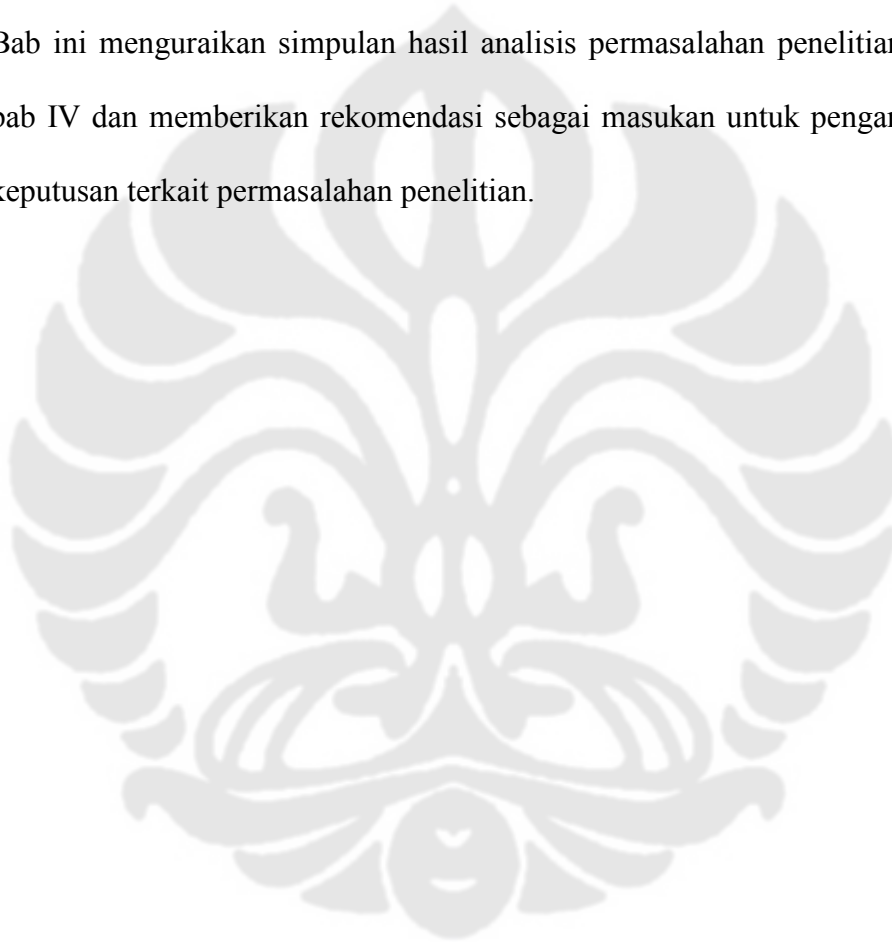 Bab ini menguraikan simpulan hasil analisis permasalahan penelitian
bab IV dan memberikan rekomendasi sebagai masukan untuk pengam
keputusan terkait permasalahan penelitian.